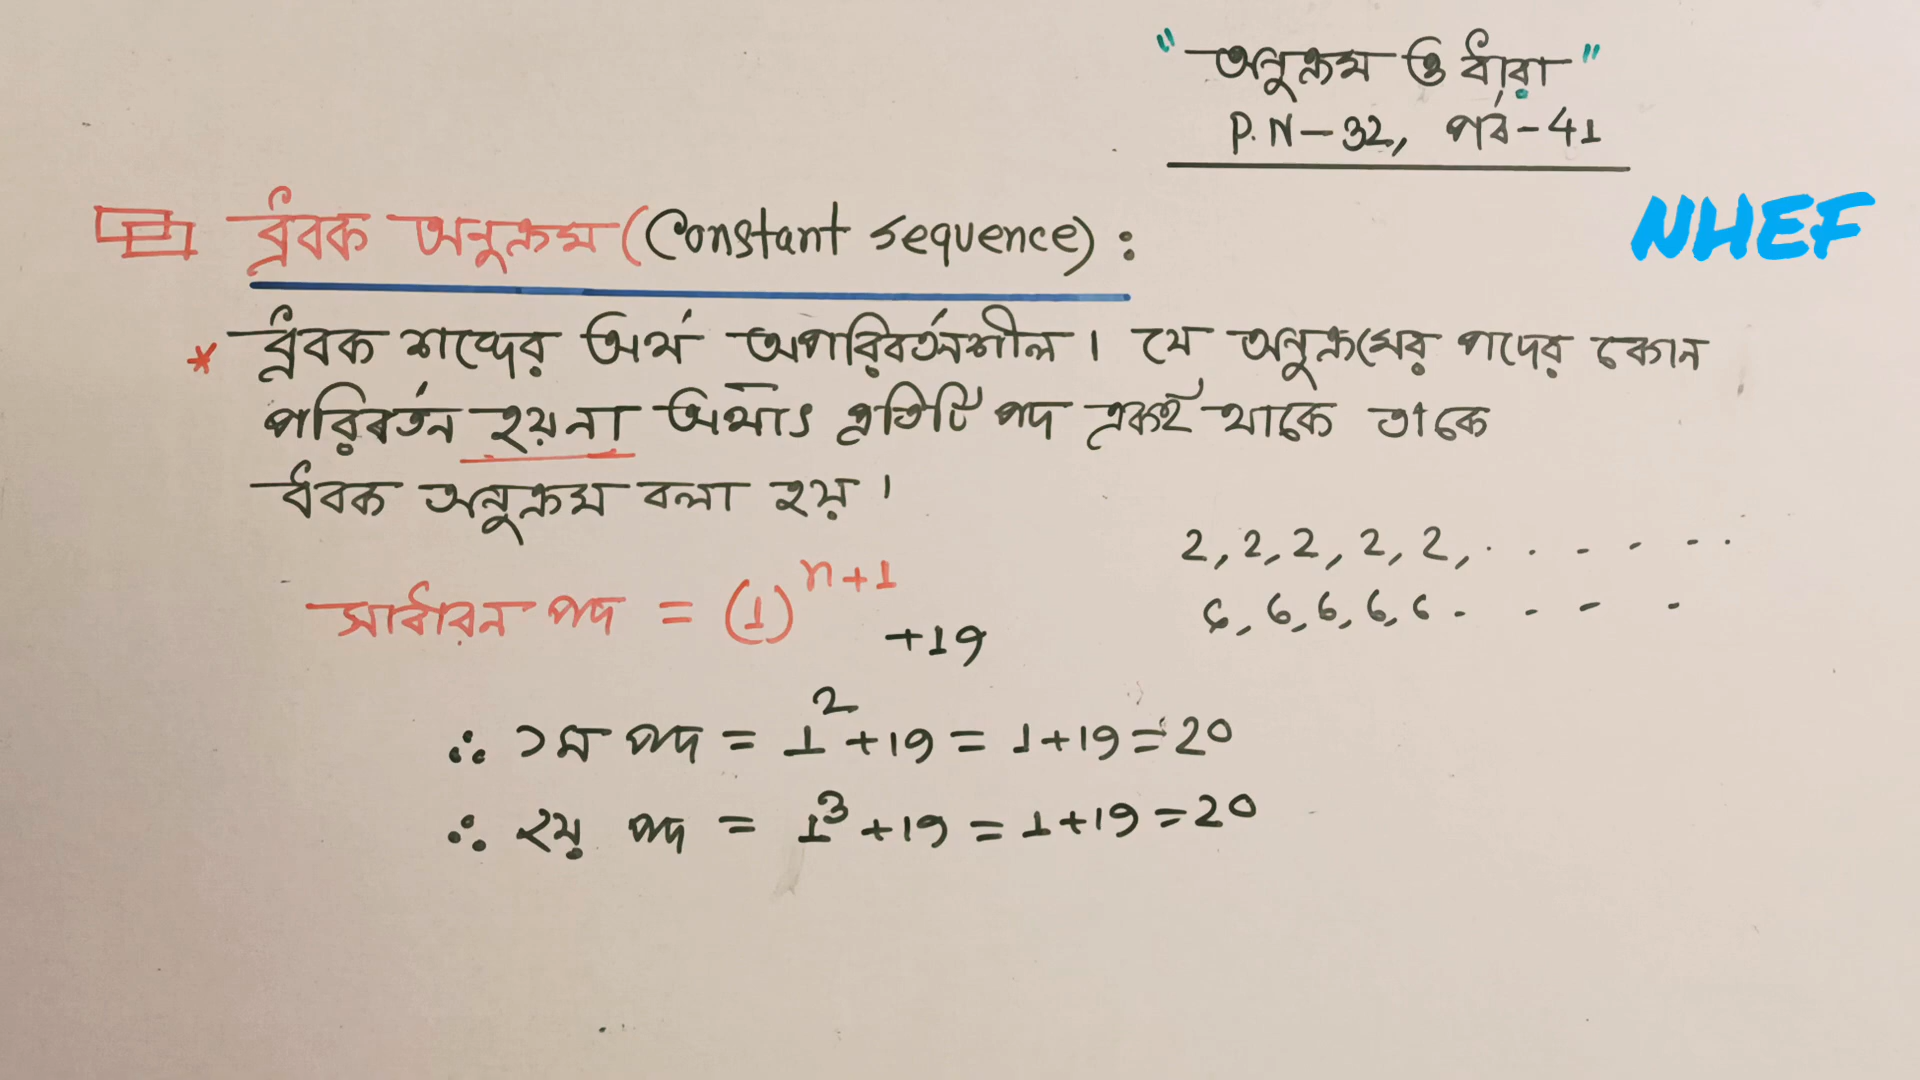 "অনুক্রম ও ধারা"
P.N-32, পর্ব-41
NHEF
ধ্রুবক অনুক্রম (Constant sequence) :
* ধ্রুবক শব্দের অর্থ অপরিবর্তনশীল। যে অনুক্রমের পদের কোন
পরিবর্তন হয়না অর্থাৎ প্রতিটি পদ একই থাকে তাকে
ধ্রবক অনুক্রম বলা হয়।
2, 2, 2, 2, 2, . . . . . .
6, 6, 6, 6, 6 . . . .
সাধারন পদ = (1)^{n+1} +19
∴ ১ম পদ = 1^2+19 = 1+19 = 20
∴ ২য় পদ = 1^3+19 = 1+19 = 20